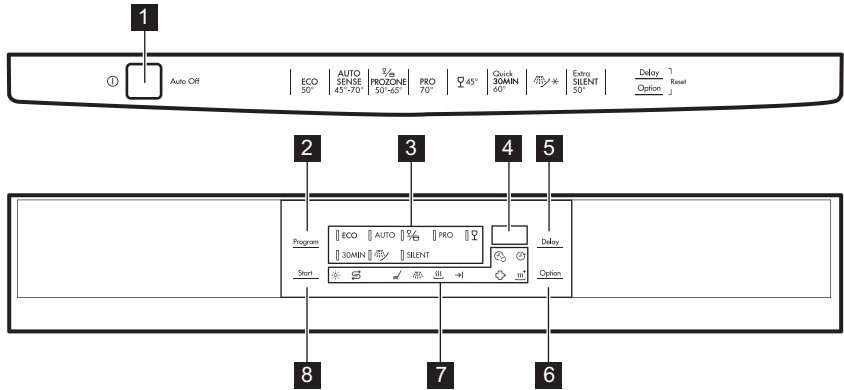 1
Auto Off
ECO 50°
AUTO SENSE 45°-70°
PROZONE 50°-65°
PRO 70°
45°
Quick 30MIN 60°
Extra SILENT 50°
Delay
Option
Reset
2
3
4
5
Program
ECO AUTO PRO
30MIN SILENT
Delay
Start
Option
8
7
6